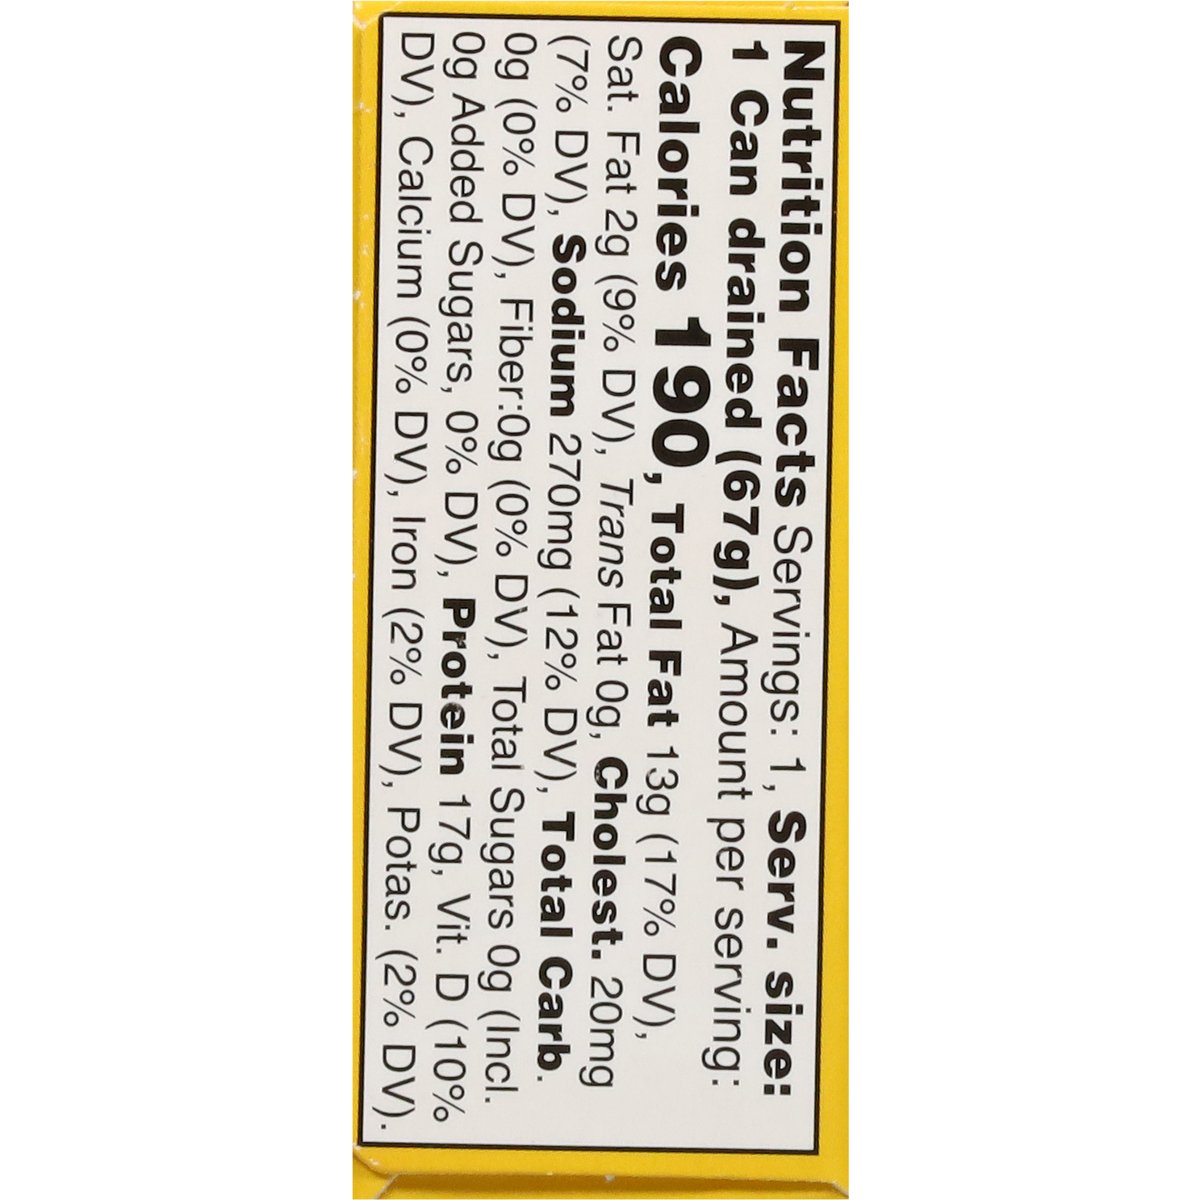 Nutrition Facts Servings: 1, Serv. size:
1 Can drained (67g), Amount per serving:
Calories 190, Total Fat 13g (17% DV),
Sat. Fat 2g (9% DV), Trans Fat 0g, Cholest. 20mg
(7% DV), Sodium 270mg (12% DV), Total Carb.
0g (0% DV), Fiber:0g (0% DV), Total Sugars 0g (Incl.
0g Added Sugars, 0% DV), Protein 17g, Vit. D (10%
DV), Calcium (0% DV), Iron (2% DV), Potas. (2% DV).